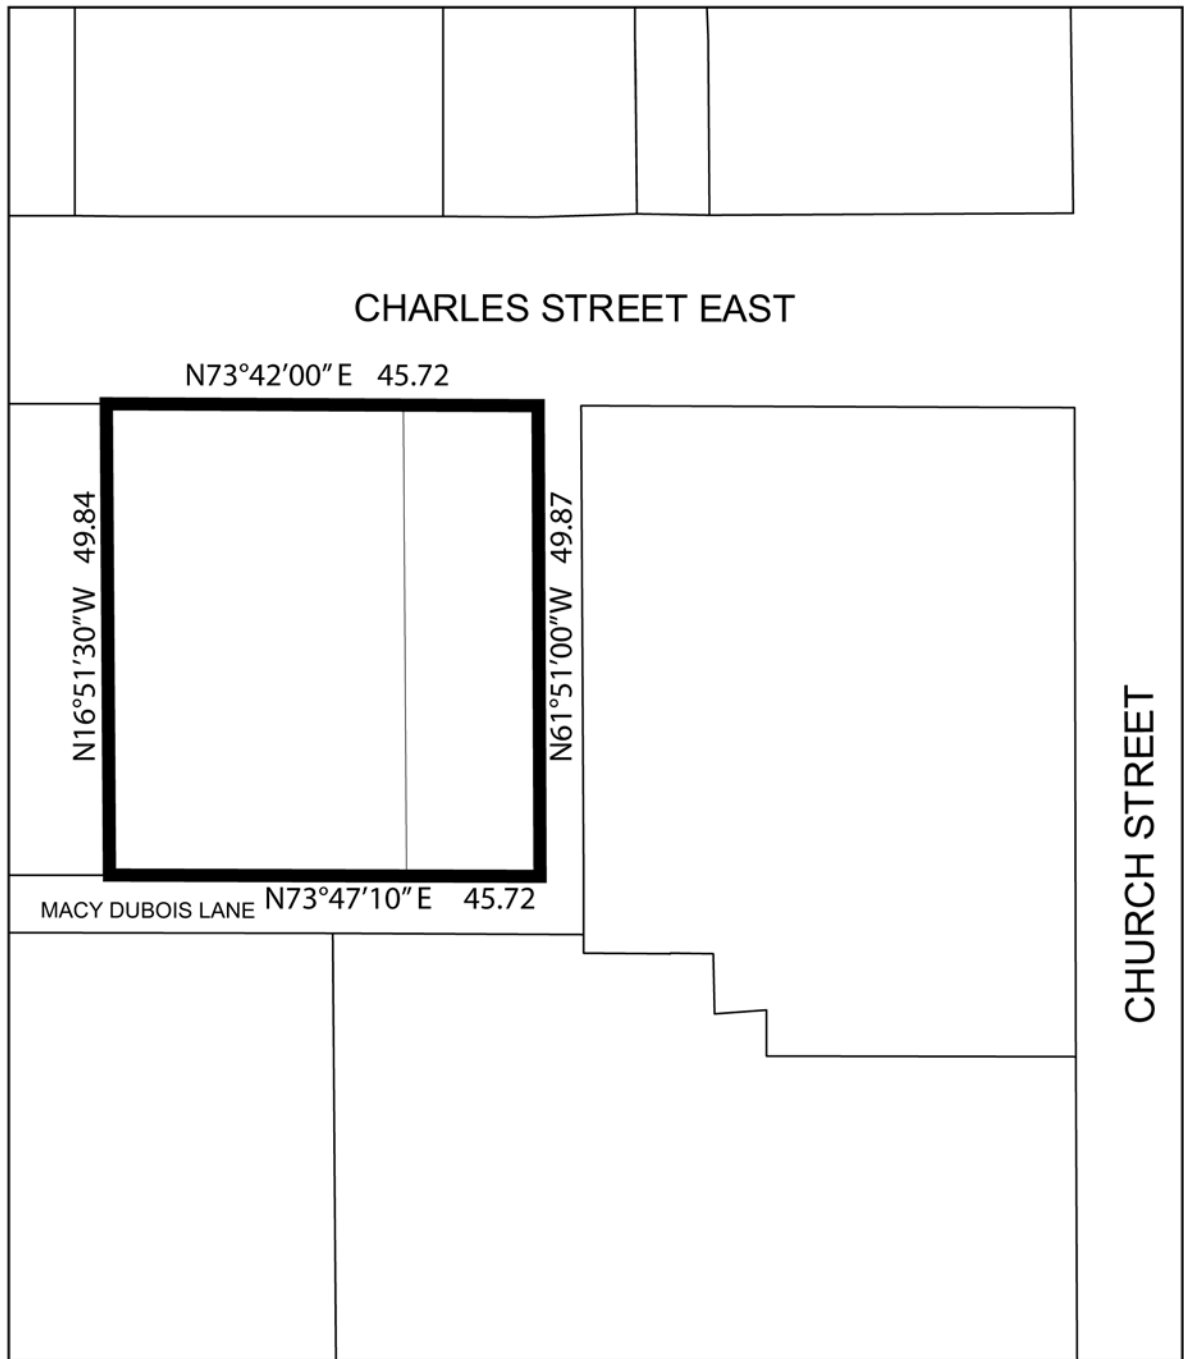 CHARLES STREET EAST
N73°42’00” E 45.72
N16°51’30”W 49.84
N61°51’00”W 49.87
MACY DUBOIS LANE
N73°47’10” E 45.72
CHURCH STREET